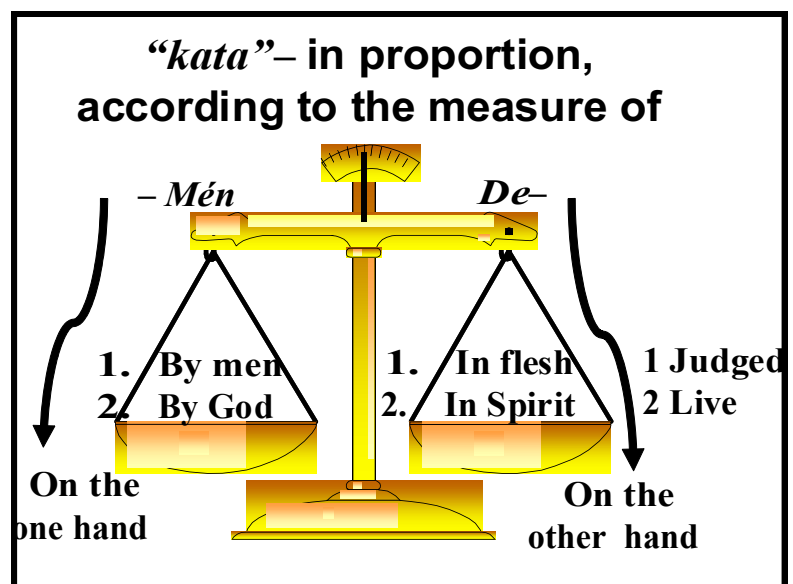 “kata”– in proportion,
according to the measure of
– Mén
De–
1. By men
2. By God
1. In flesh
2. In Spirit
1 Judged
2 Live
On the
one hand
On the
other hand